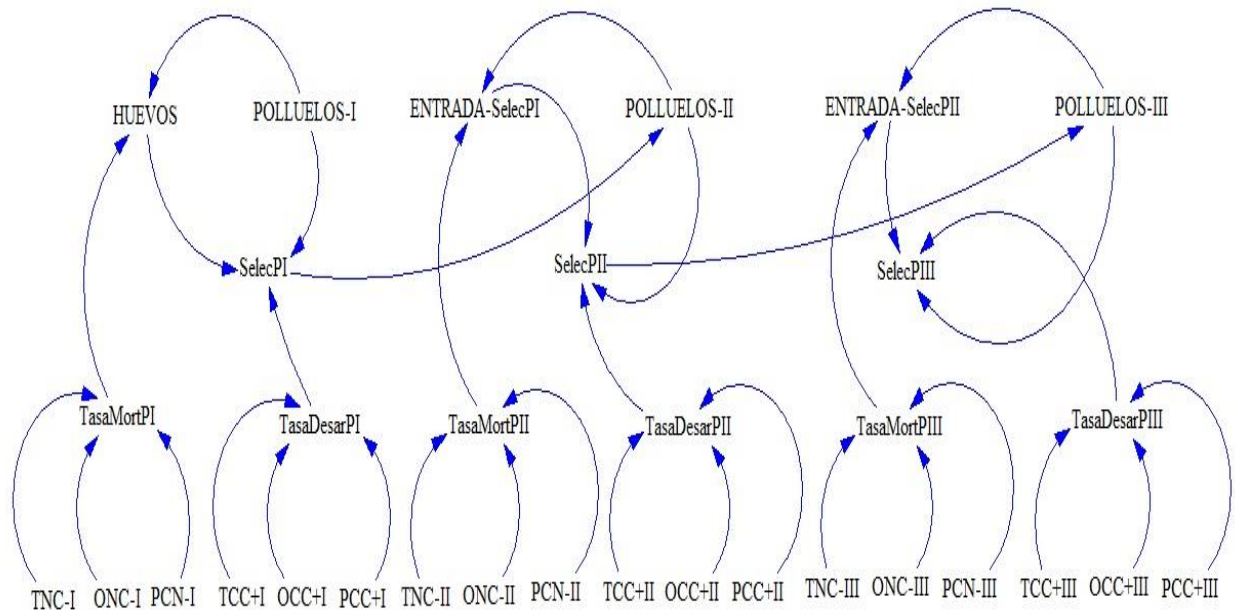 HUEVOS
POLLUELOS-I
ENTRADA-SelecPI
POLLUELOS-II
ENTRADA-SelecPII
POLLUELOS-III
SelecPI
SelecPII
SelecPIII
TasaMortPI
TasaDesarPI
TasaMortPII
TasaDesarPII
TasaMortPIII
TasaDesarPIII
TNC-I
ONC-I
PCN-I
TCC+I
OCC+I
PCC+I
TNC-II
ONC-II
PCN-II
TCC+II
OCC+II
PCC+II
TNC-III
ONC-III
PCN-III
TCC+III
OCC+III
PCC+III